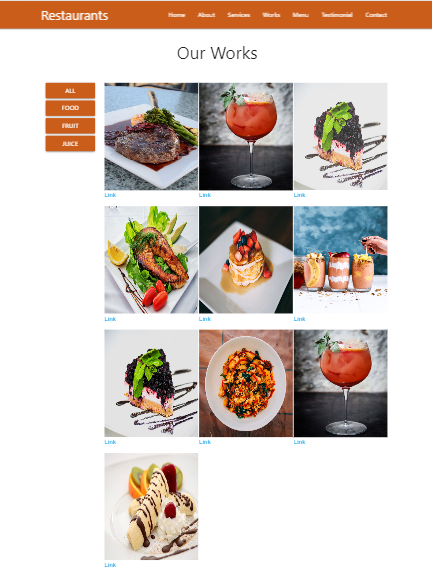 Restaurants Home About Services Works Menu Testimonial Contact
Our Works
ALL
FOOD
FRUIT
JUICE
Link Link Link
Link Link Link
Link Link Link
Link